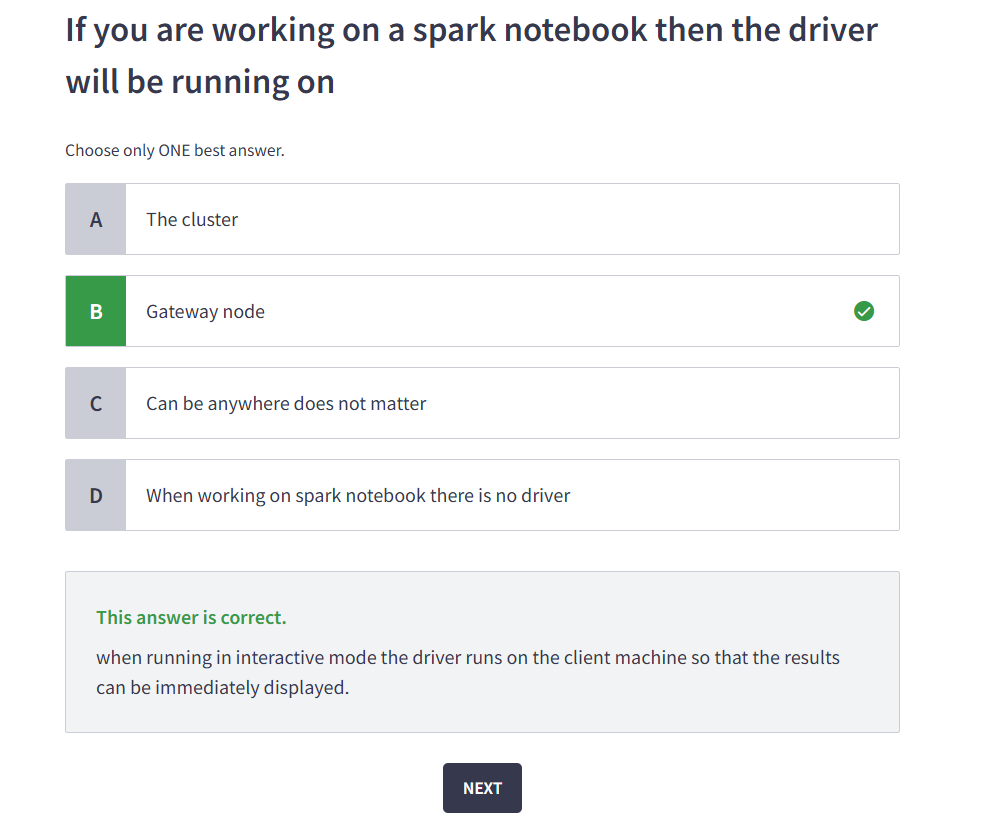 If you are working on a spark notebook then the driver
will be running on
Choose only ONE best answer.
A The cluster
B Gateway node
C Can be anywhere does not matter
D When working on spark notebook there is no driver
This answer is correct.
when running in interactive mode the driver runs on the client machine so that the results
can be immediately displayed.
NEXT